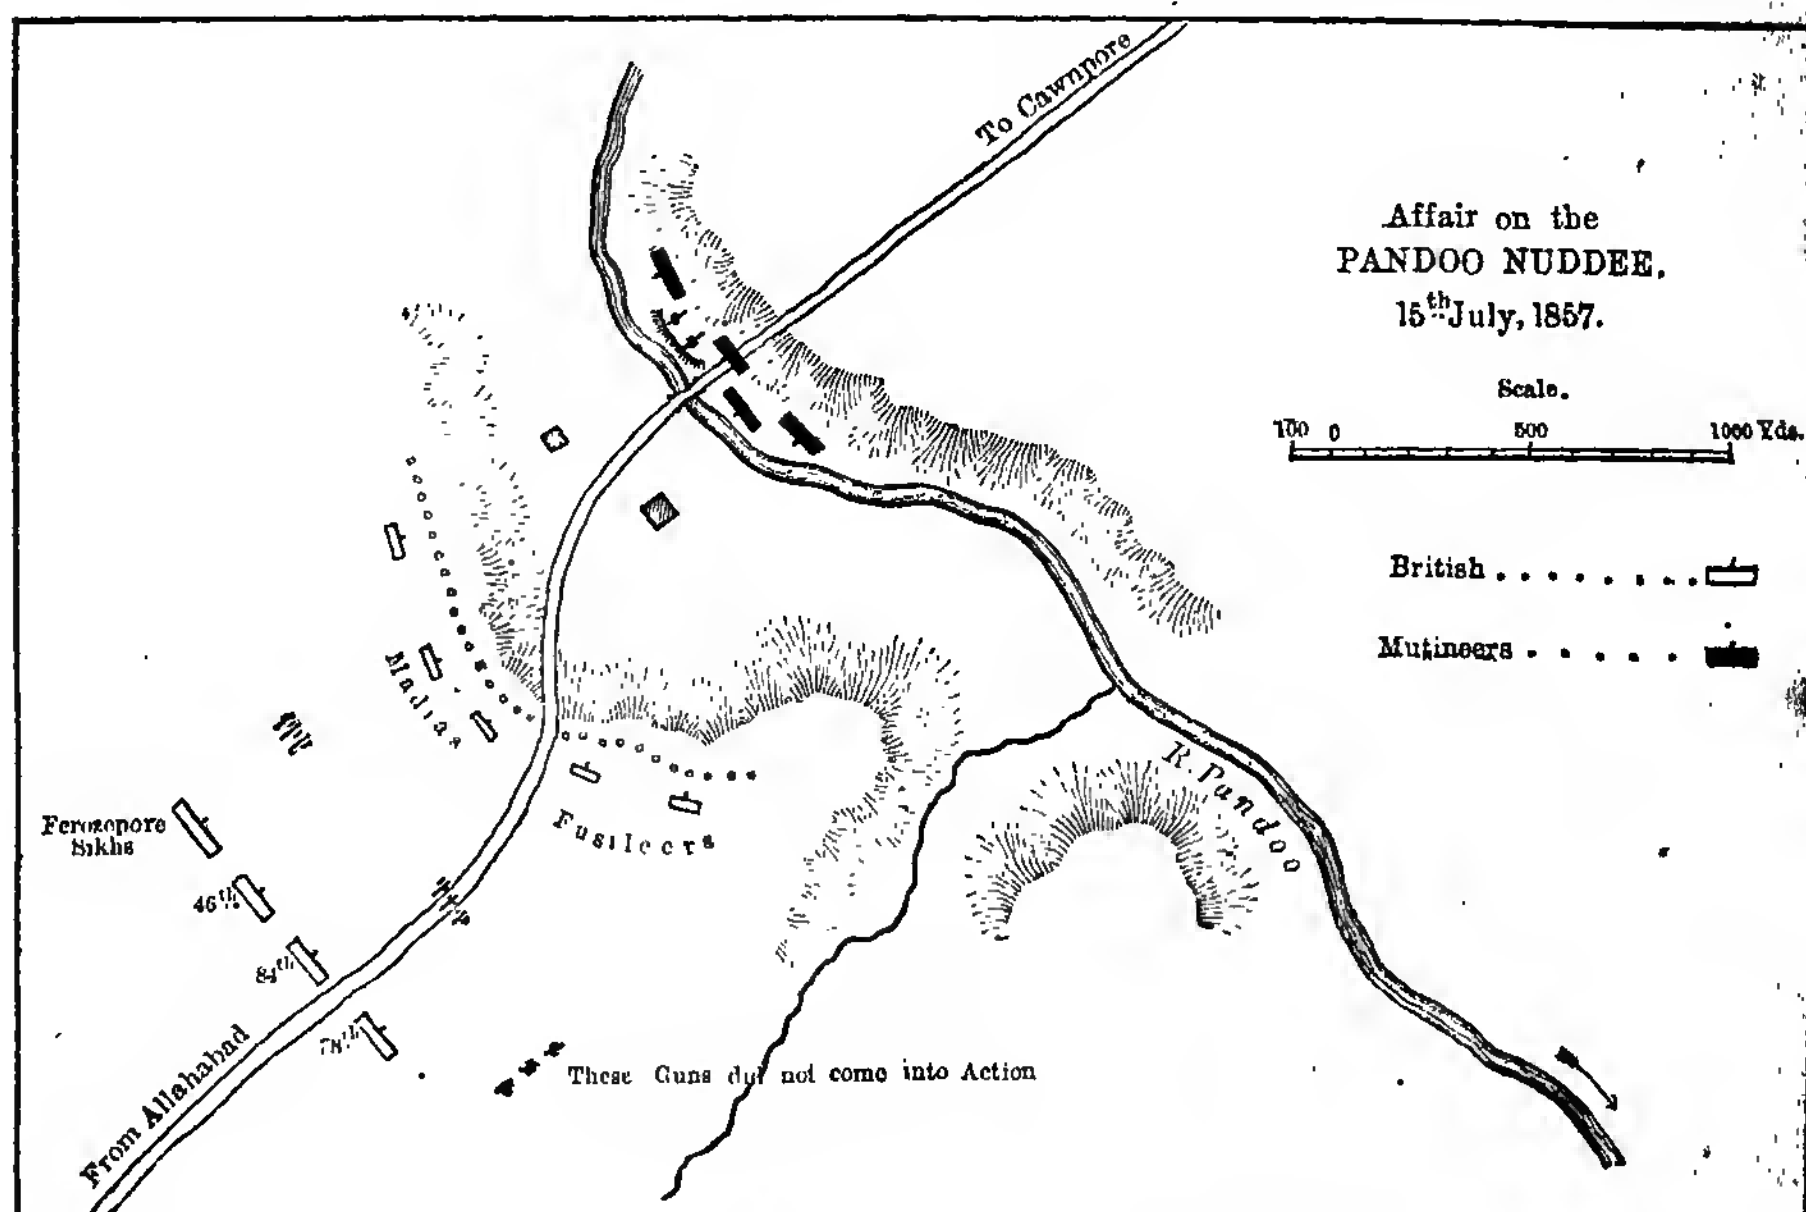 To Cawnpore
Affair on the
PANDOO NUDDEE.
15th July, 1857.
Scale.
100 0 500 1000 Yds.
British
Mutineers
Madras
R. Pandoo
Fusileers
Ferozepore
Sikhs
46th
84th
78th
From Allahabad
These Guns did not come into Action